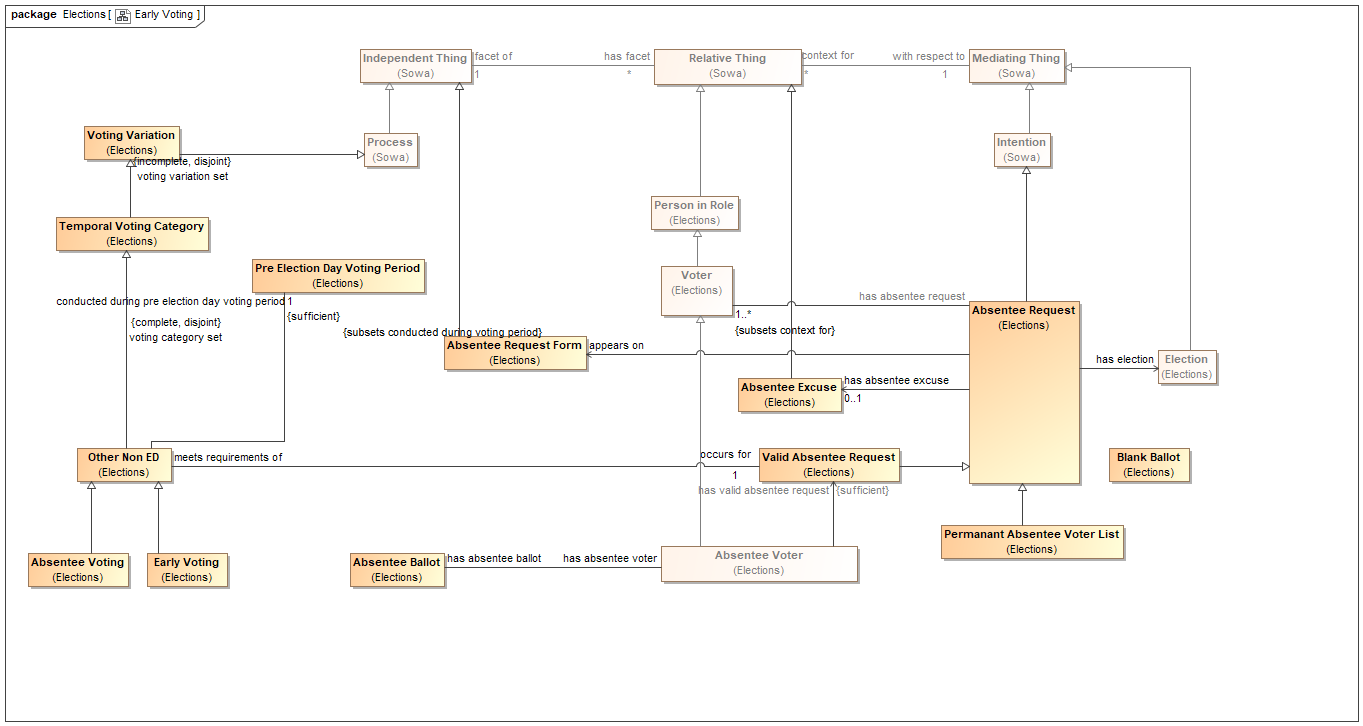 package Elections [ Early Voting ]
Independent Thing
(Sowa)
facet of
1
has facet
*
Relative Thing
(Sowa)
context for
*
with respect to
1
Mediating Thing
(Sowa)
Voting Variation
(Elections)
{incomplete, disjoint}
voting variation set
Process
(Sowa)
Intention
(Sowa)
Temporal Voting Category
(Elections)
Person in Role
(Elections)
Pre Election Day Voting Period
(Elections)
Voter
(Elections)
conducted during pre election day voting period
1
{sufficient}
has absentee request
1..*
{subsets context for}
Absentee Request
(Elections)
{complete, disjoint}
voting category set
{subsets conducted during voting period}
Absentee Request Form
(Elections)
appears on
has election
Election
(Elections)
Absentee Excuse
(Elections)
has absentee excuse
0..1
Other Non ED
(Elections)
meets requirements of
occurs for
1
Valid Absentee Request
(Elections)
has valid absentee request
{sufficient}
Blank Ballot
(Elections)
Permanant Absentee Voter List
(Elections)
Absentee Voting
(Elections)
Early Voting
(Elections)
Absentee Ballot
(Elections)
has absentee ballot
has absentee voter
Absentee Voter
(Elections)